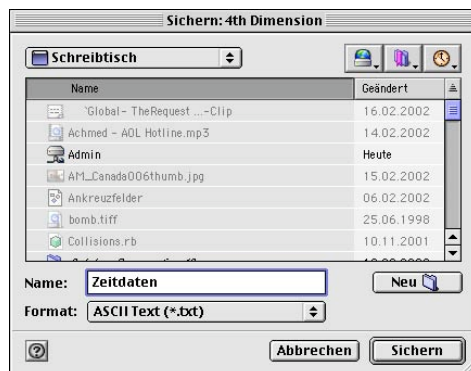 Sichern: 4th Dimension
Schreibtisch
Name Geändert
`Global- TheRequest ...-Clip 16.02.2002
Achmed - AOL Hotline.mp3 14.02.2002
Admin Heute
AM_Canada006thumb.jpg 15.02.2002
Ankreuzfelder 06.02.2002
bomb.tiff 25.06.1998
Collisions.rb 10.11.2001
Name: Zeitdaten Neu
Format: ASCII Text (*.txt)
Abbrechen Sichern